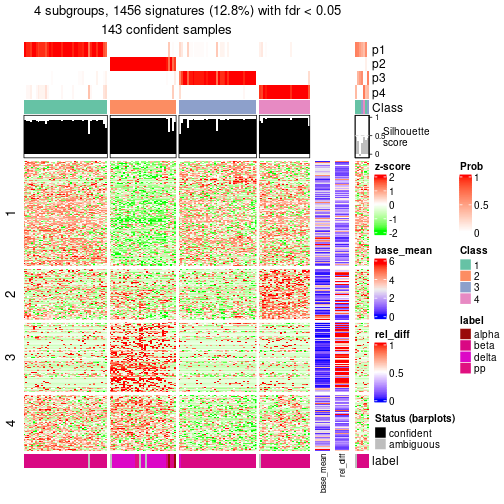 4 subgroups, 1456 signatures (12.8%) with fdr < 0.05
143 confident samples
p1
p2
p3
p4
Class
1
0.5
0
Silhouette
score
1
2
3
4
label
base_mean
rel_diff
z-score
2
1
0
-1
-2
base_mean
6
4
2
0
rel_diff
1
0.5
0
Status (barplots)
confident
ambiguous
Prob
1
0.5
0
Class
1
2
3
4
label
alpha
beta
delta
pp